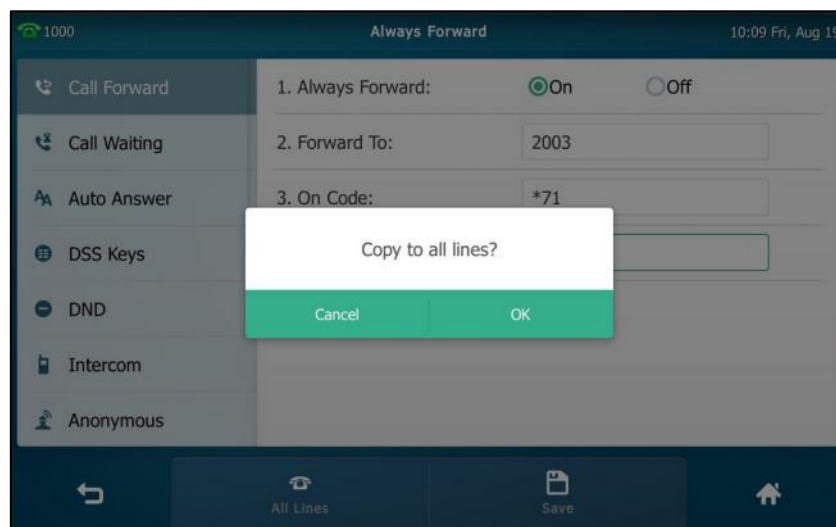 1000 Always Forward 10:09 Fri, Aug 19
Call Forward
1. Always Forward: On Off
Call Waiting
2. Forward To: 2003
Auto Answer
3. On Code: *71
DSS Keys
Copy to all lines?
Cancel OK
DND
Intercom
Anonymous
All Lines Save